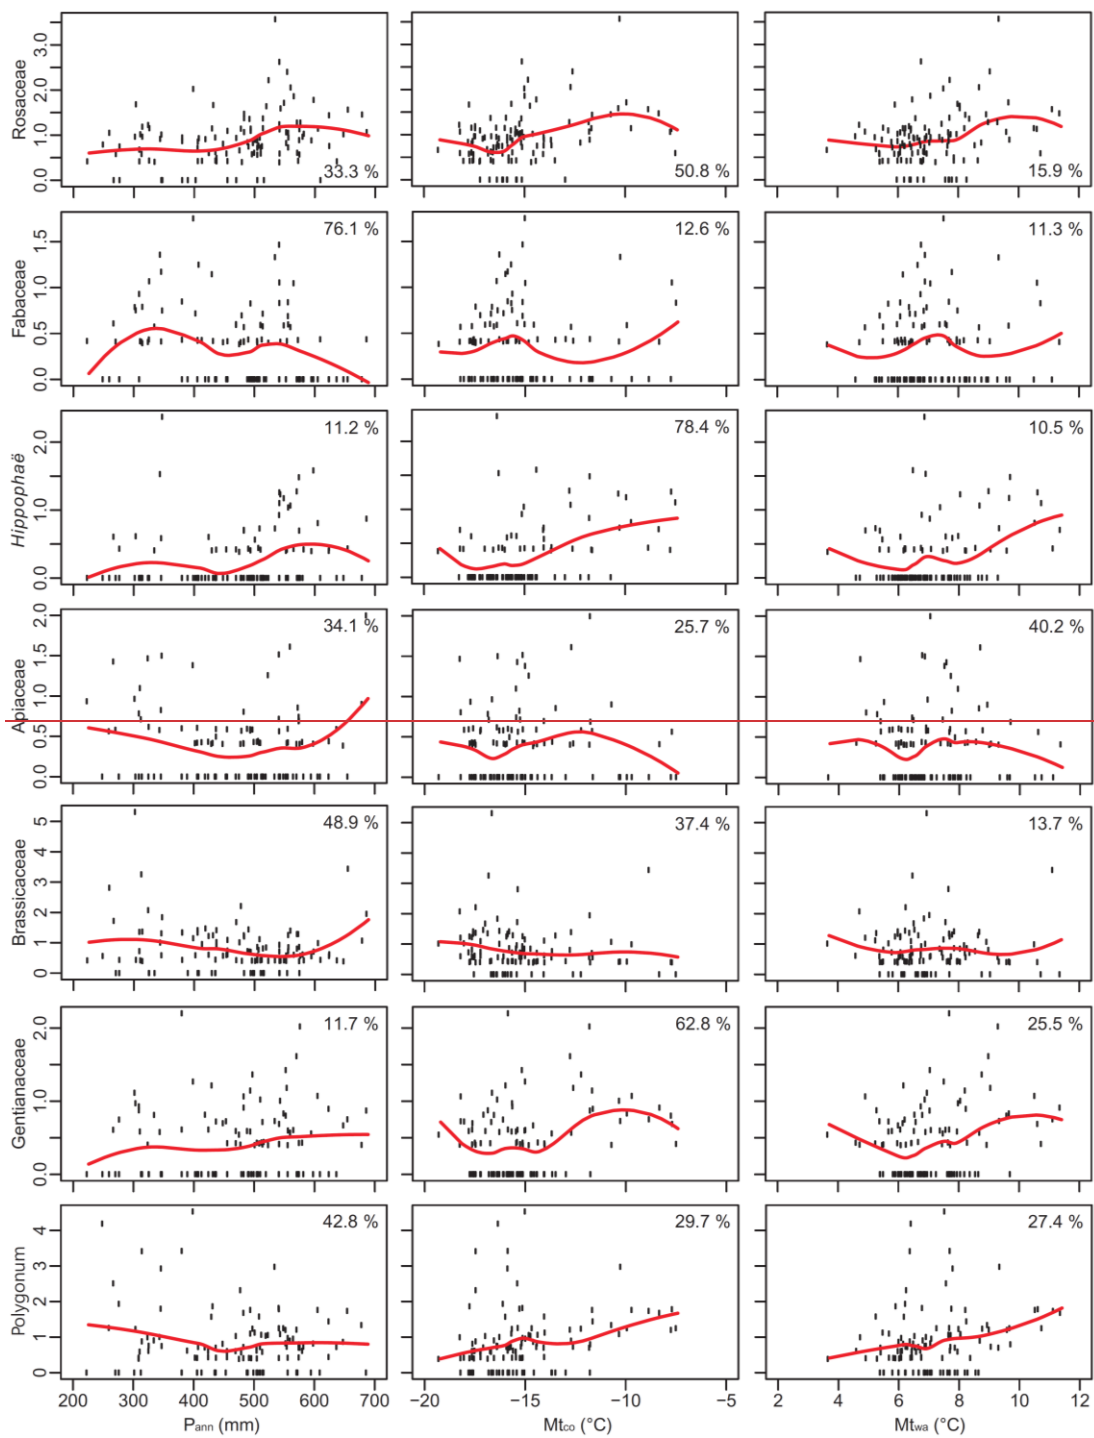 Rosaceae
0.0 1.0 2.0 3.0
33.3 % 50.8 % 15.9 %
Fabaceae
0.0 0.5 1.0 1.5
76.1 % 12.6 % 11.3 %
Hippophaë
0.0 1.0 2.0
11.2 % 78.4 % 10.5 %
Apiaceae
0.0 0.5 1.0 1.5 2.0
34.1 % 25.7 % 40.2 %
Brassicaceae
0 1 2 3 4 5
48.9 % 37.4 % 13.7 %
Gentianaceae
0.0 1.0 2.0
11.7 % 62.8 % 25.5 %
Polygonum
0 1 2 3 4
42.8 % 29.7 % 27.4 %
200 300 400 500 600 700 −20 −15 −10 −5 2 4 6 8 10 12
Pann (mm) Mtco (°C) Mtwa (°C)